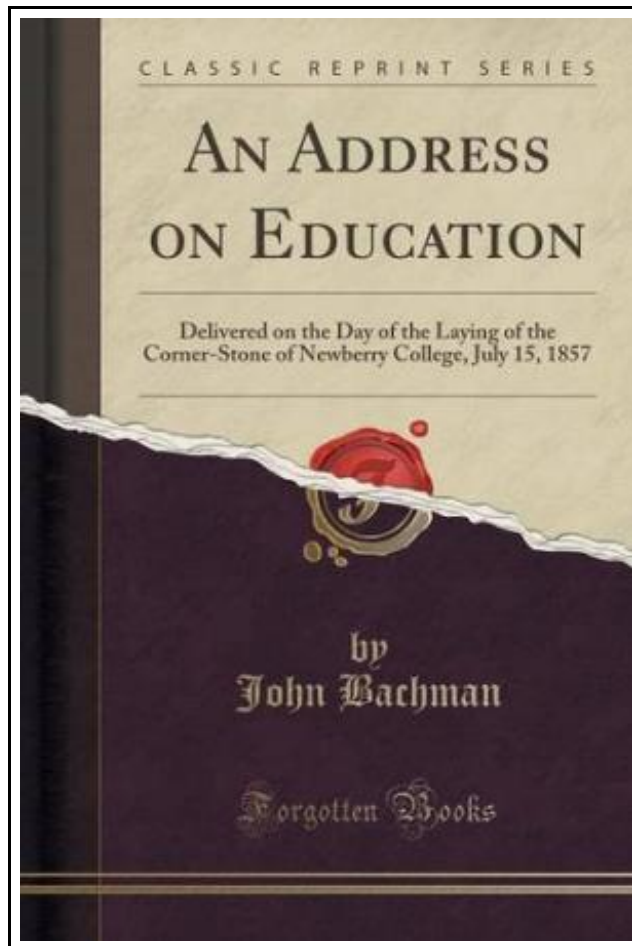 CLASSIC REPRINT SERIES
AN ADDRESS
ON EDUCATION
Delivered on the Day of the Laying of the
Corner-Stone of Newberry College, July 15, 1857
F
by
John Bachman
Forgotten Books